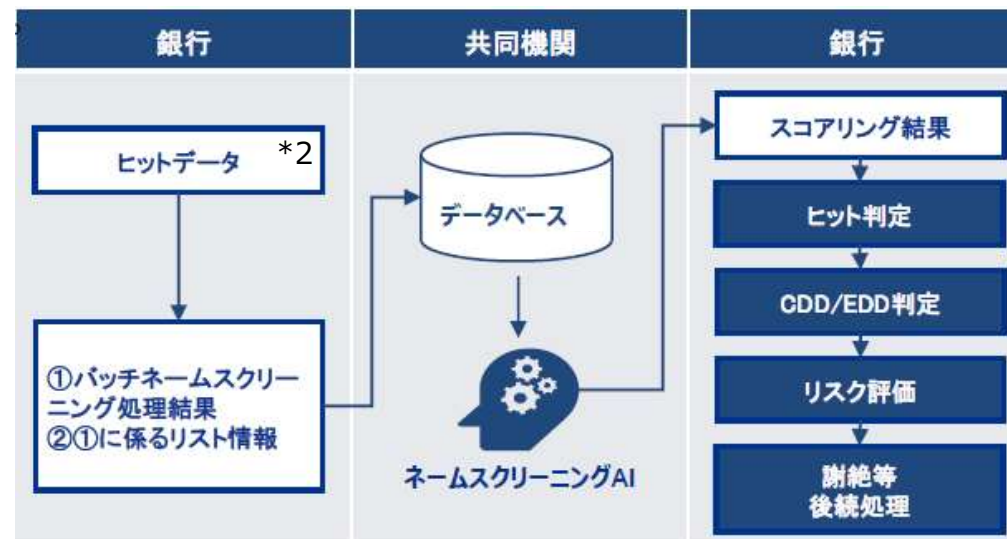 銀行
共同機関
銀行
ヒットデータ
*2
①バッチネームスクリー
ニング処理結果
②①に係るリスト情報
データベース
ネームスクリーニングAI
スコアリング結果
ヒット判定
CDD/EDD判定
リスク評価
謝絶等
後続処理